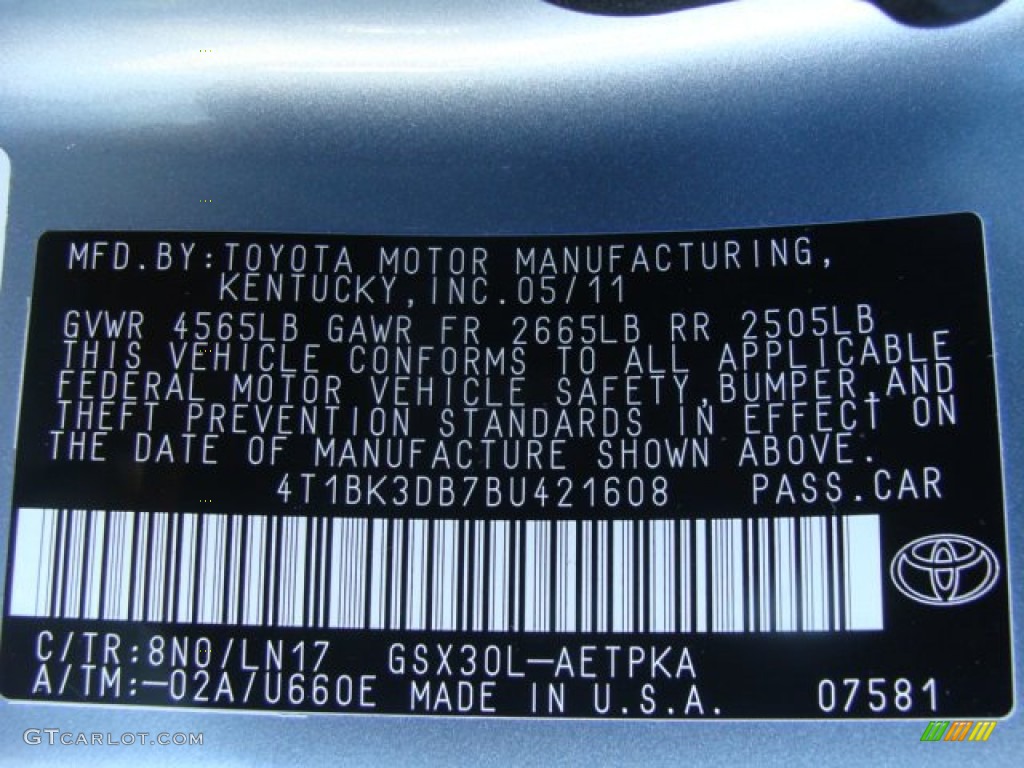 MFD.BY:TOYOTA MOTOR MANUFACTURING,
KENTUCKY,INC.05/11
GVWR 4565LB GAWR FR 2665LB RR 2505LB
THIS VEHICLE CONFORMS TO ALL APPLICABLE
FEDERAL MOTOR VEHICLE SAFETY,BUMPER,AND
THEFT PREVENTION STANDARDS IN EFFECT ON
THE DATE OF MANUFACTURE SHOWN ABOVE.
4T1BK3DB7BU421608 PASS.CAR
C/TR:8N0/LN17 GSX30L-AETPKA
A/TM:-02A/U660E MADE IN U.S.A. 07581
GTCARLOT.COM